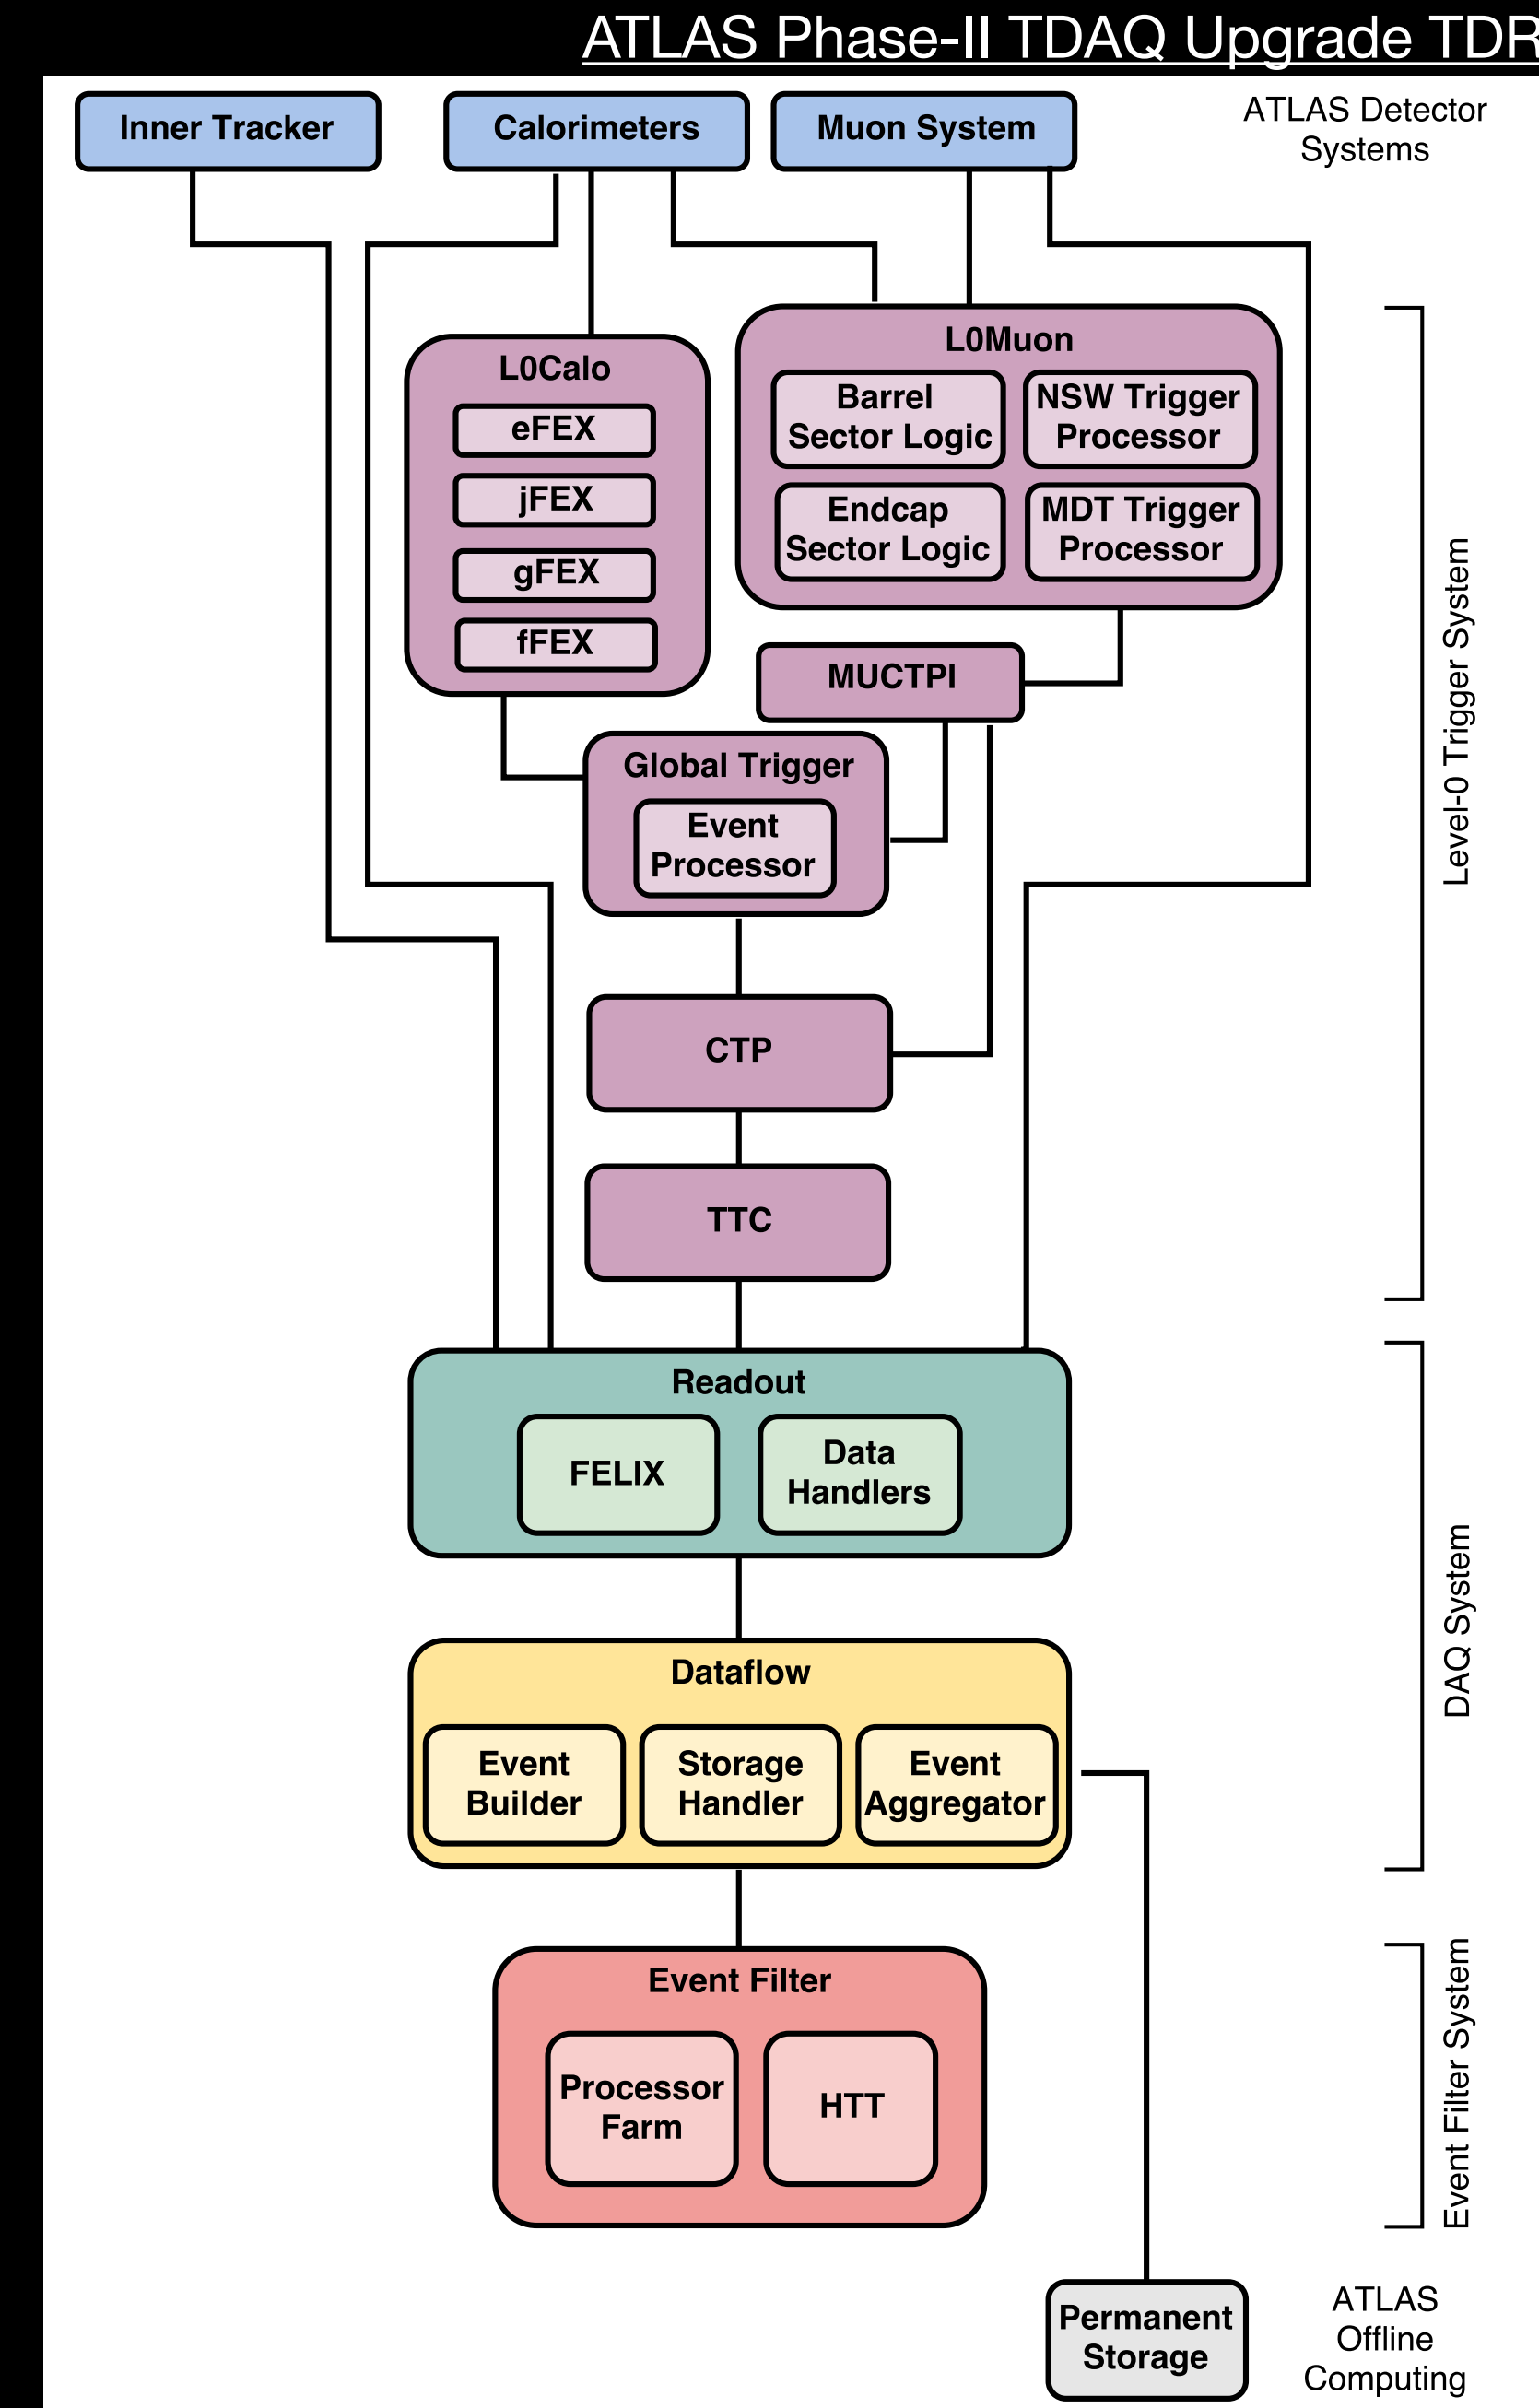 ATLAS Phase-II TDAQ Upgrade TDR
Inner Tracker
Calorimeters
Muon System
ATLAS Detector
Systems
L0Calo
eFEX
jFEX
gFEX
fFEX
L0Muon
Barrel
Sector Logic
NSW Trigger
Processor
Endcap
Sector Logic
MDT Trigger
Processor
MUCTPI
Global Trigger
Event
Processor
CTP
TTC
Level-0 Trigger System
Readout
FELIX
Data
Handlers
Dataflow
Event
Builder
Storage
Handler
Event
Aggregator
DAQ System
Event Filter
Processor
Farm
HTT
Event Filter System
Permanent
Storage
ATLAS
Offline
Computing